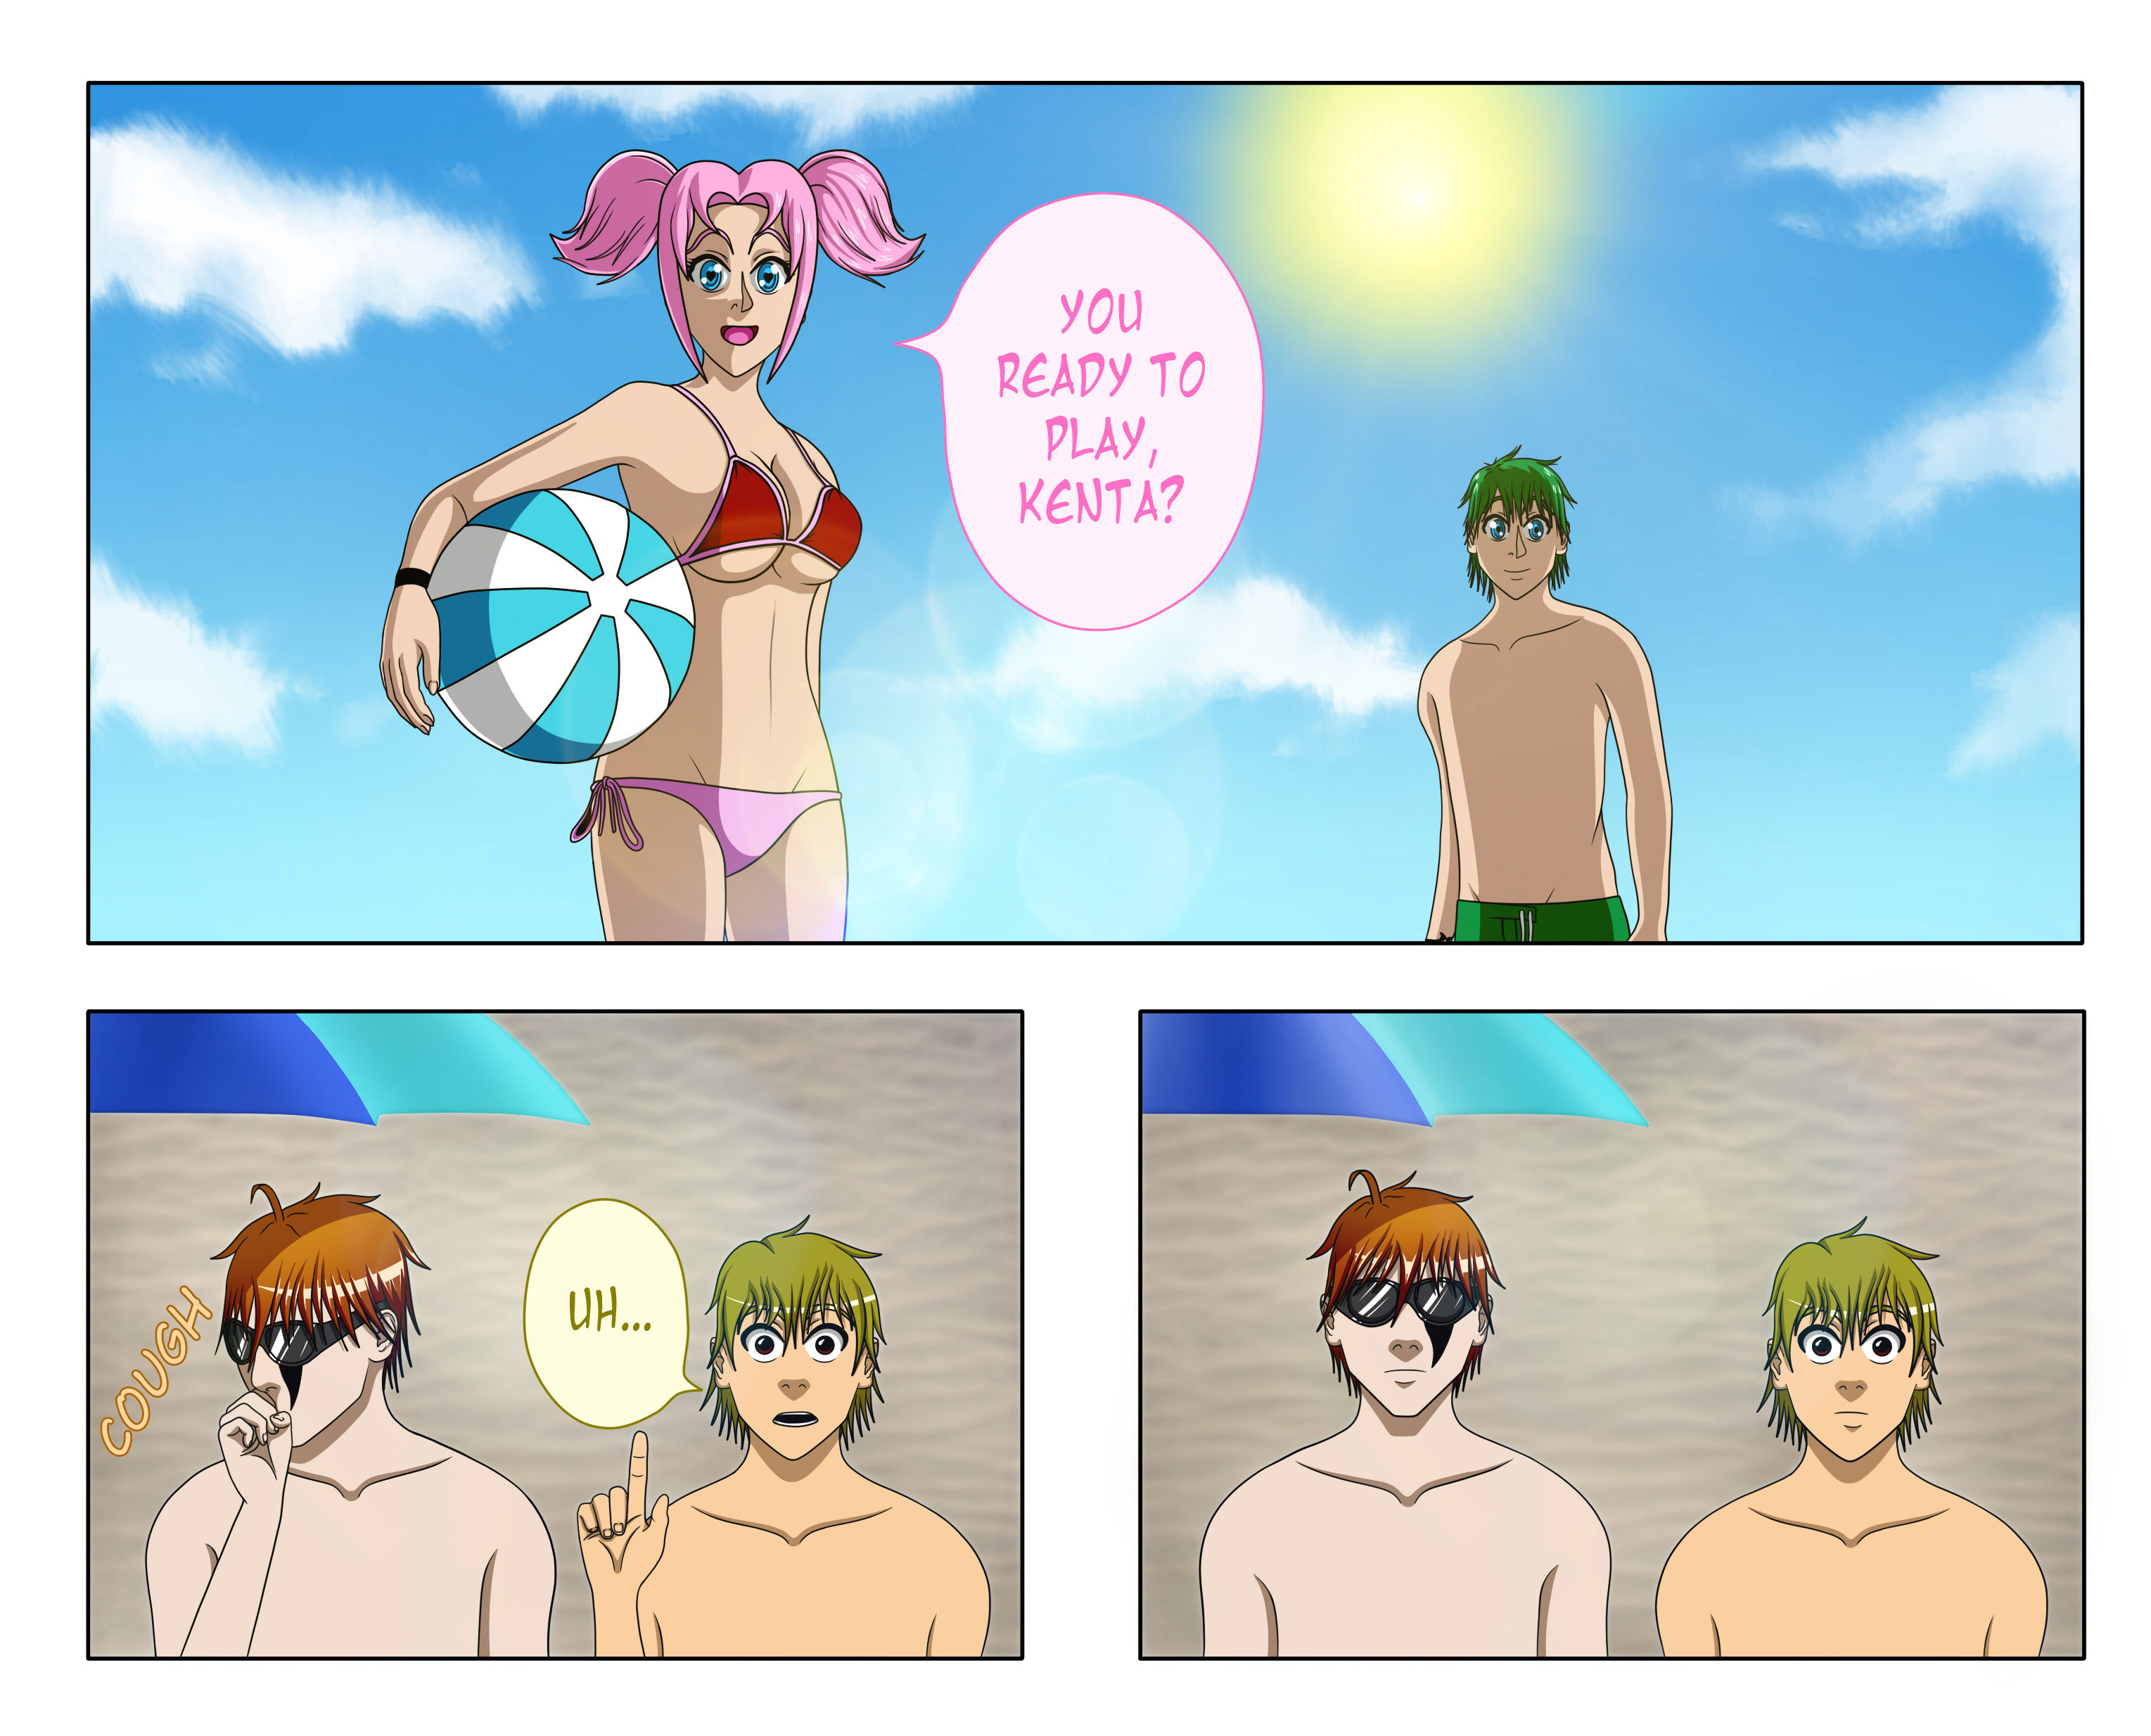 YOU
READY TO
PLAY,
KENTA?
COUGH
UH...